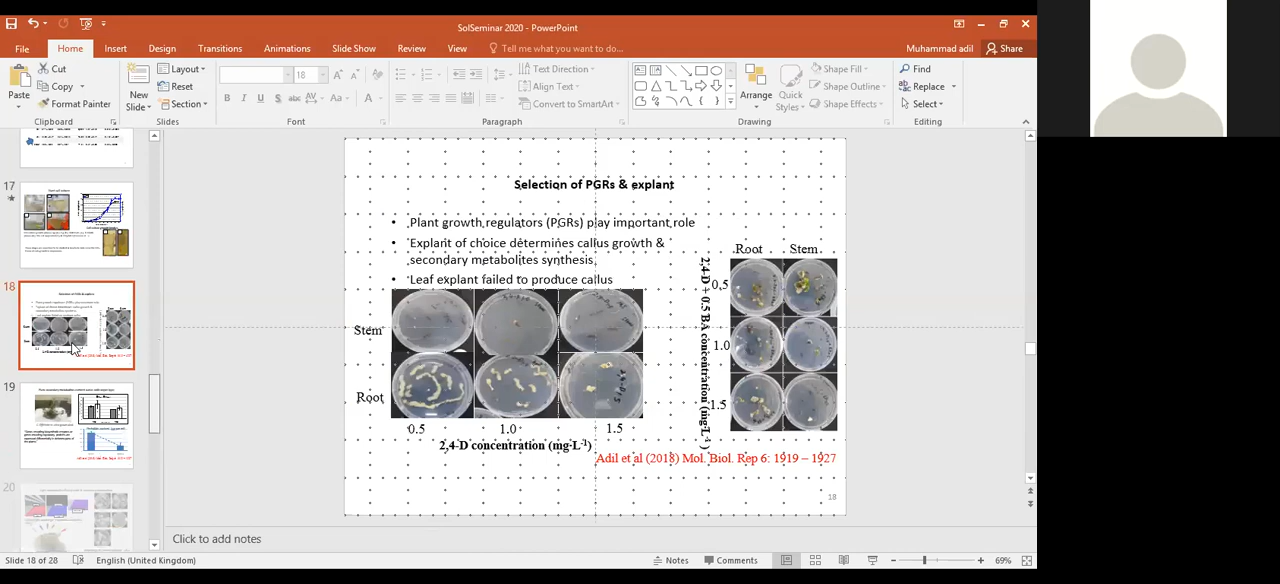 SolSeminar 2020 - PowerPoint
File Home Insert Design Transitions Animations Slide Show Review View Tell me what you want to do... Muhammad adil Share
Paste
Cut
Copy
Format Painter
Clipboard
New Slide
Layout
Reset
Section
Slides
18
B I U S abc AV Aa A
Font
Text Direction
Align Text
Convert to SmartArt
Paragraph
Arrange
Quick Styles
Shape Fill
Shape Outline
Shape Effects
Drawing
Find
Replace
Select
Editing
17
18
19
20
Selection of PGRs & explant
• Plant growth regulators (PGRs) play important role
• Explant of choice determines callus growth &
secondary metabolites synthesis
• Leaf explant failed to produce callus
Stem
Root
0.5 1.0 1.5
2,4-D concentration (mg·L-1)
Root Stem
0.5
1.0
1.5
2,4-D + 0.5 BA concentration (mg·L-1)
Adil et al (2018) Mol. Biol. Rep 6: 1919 – 1927
18
Click to add notes
Slide 18 of 28 English (United Kingdom) Notes Comments 69%